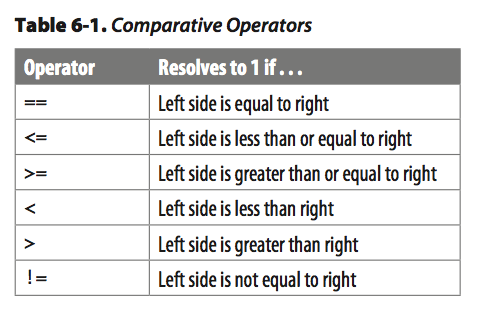 Table 6-1. Comparative Operators
Operator Resolves to 1 if . . .
== Left side is equal to right
<= Left side is less than or equal to right
>= Left side is greater than or equal to right
< Left side is less than right
> Left side is greater than right
!= Left side is not equal to right